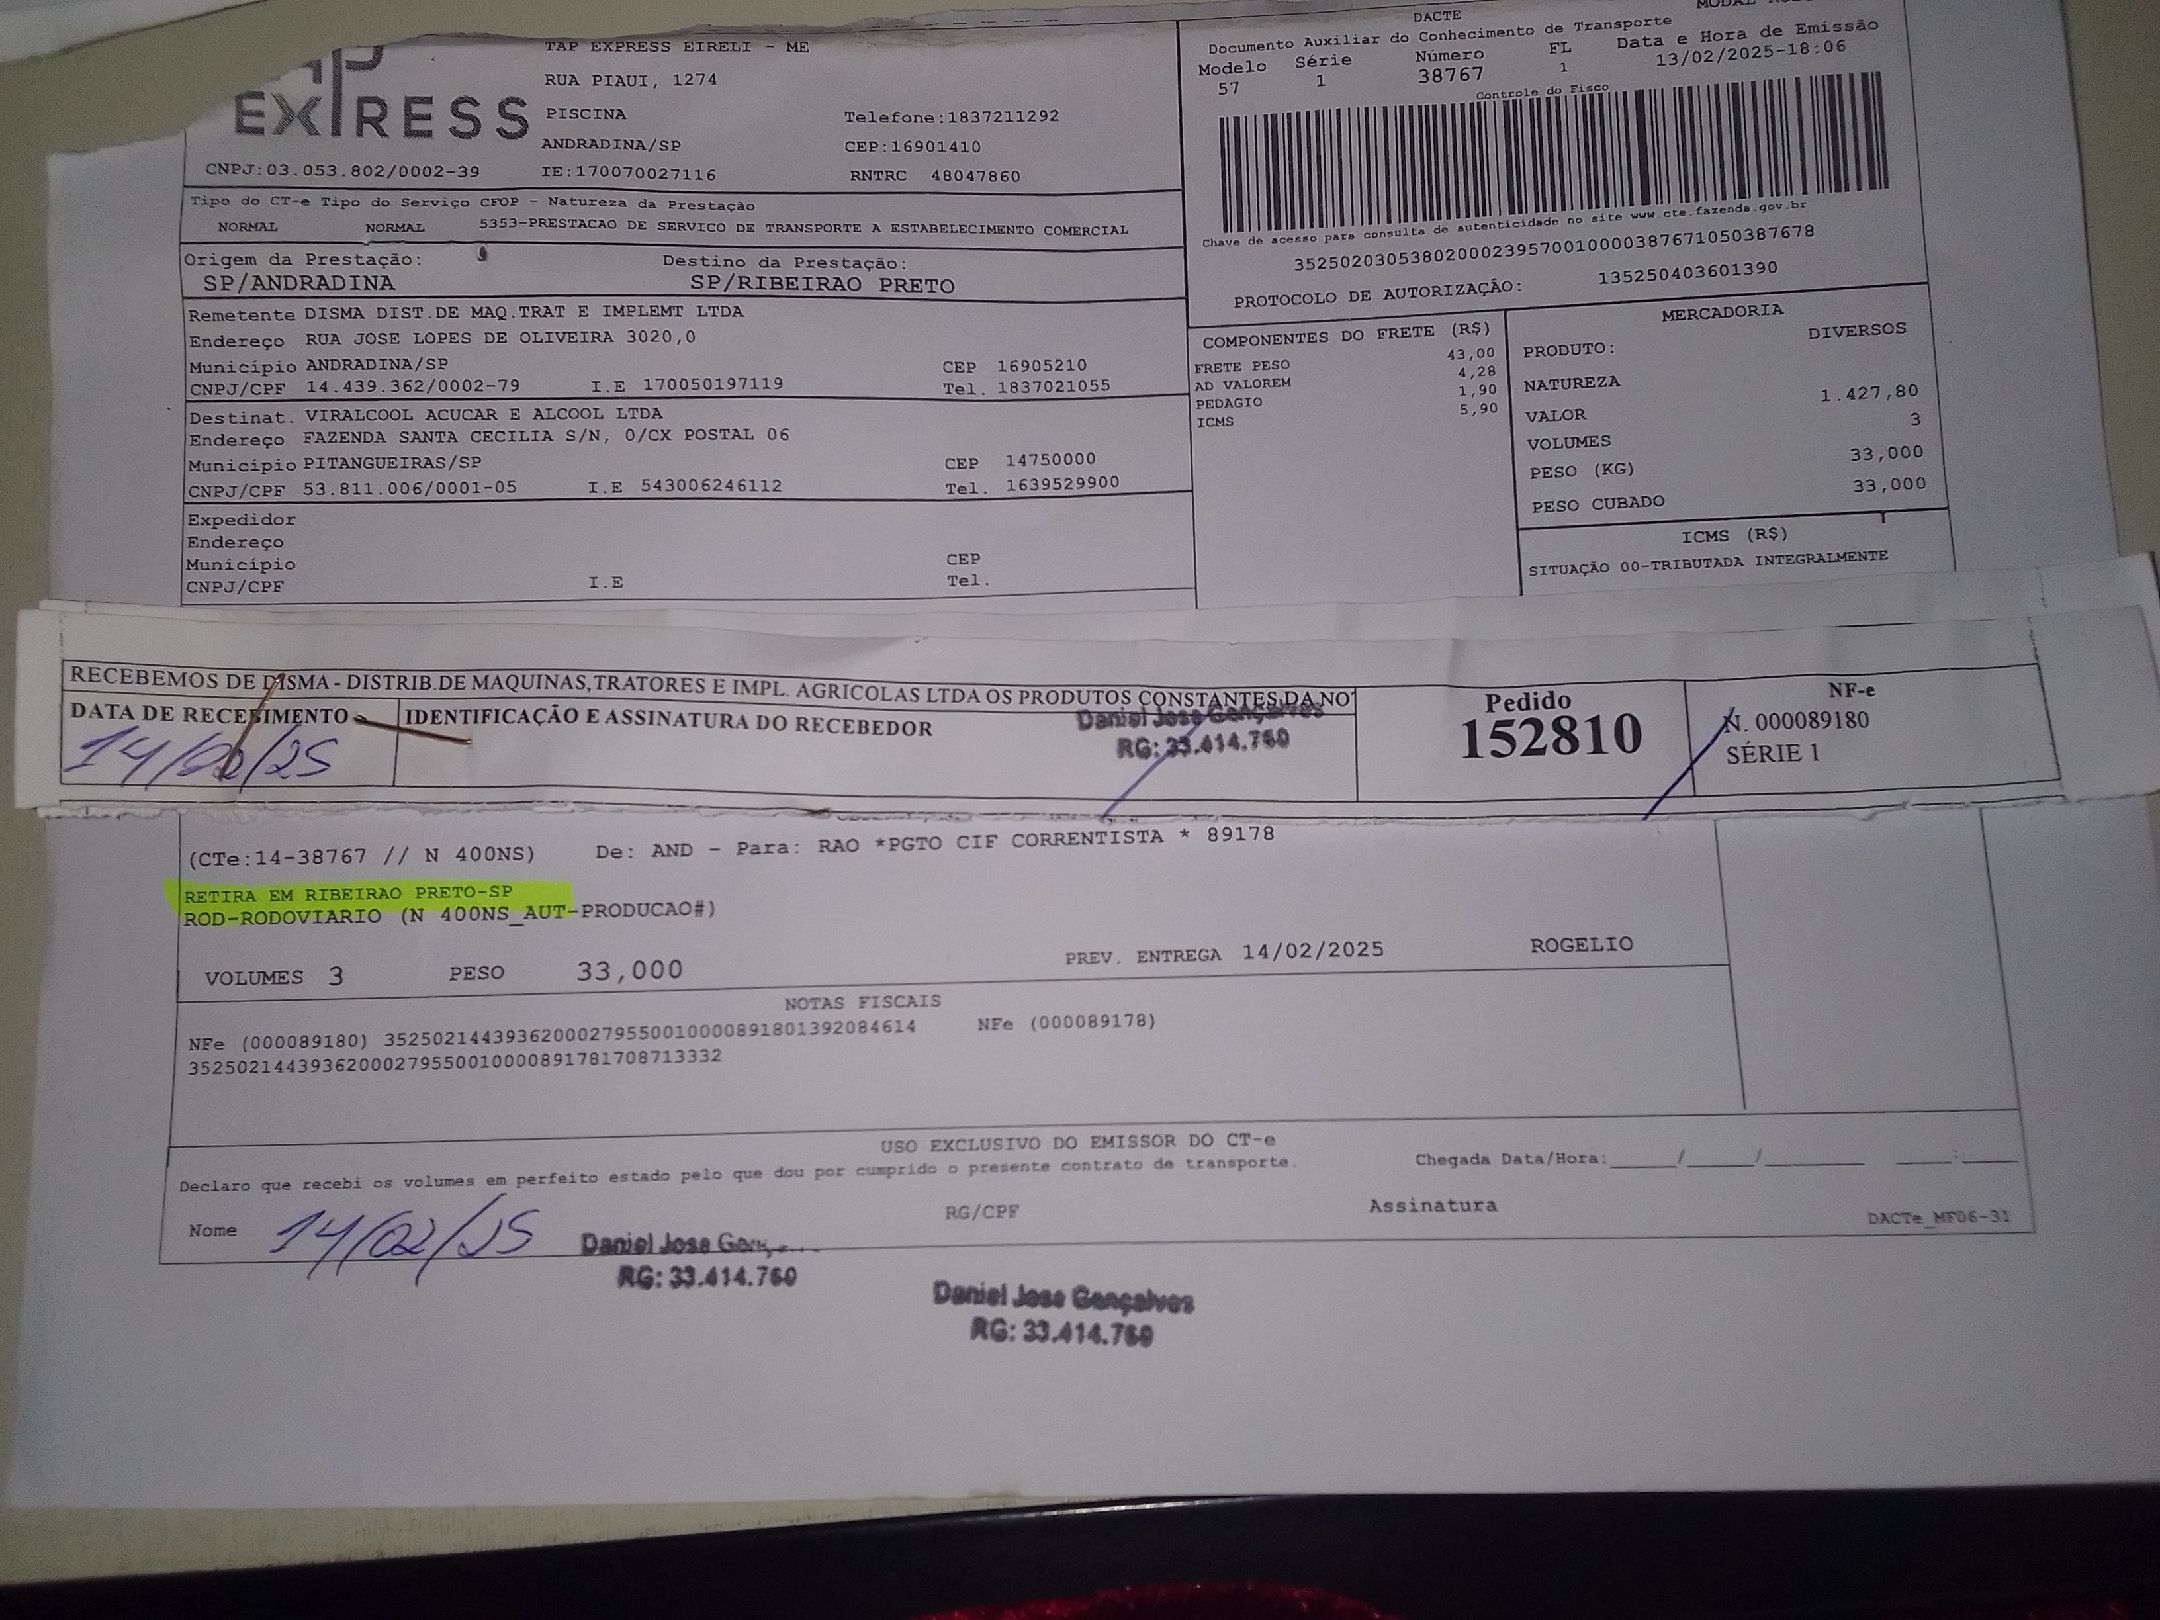 EXPRESS
TAP EXPRESS EIRELI - ME
RUA PIAUI, 1274
PISCINA
Telefone:1837211292
ANDRADINA/SP
CEP:16901410
CNPJ:03.053.802/0002-39
IE:170070027116
RNTRC 48047860
DACTE
Documento Auxiliar do Conhecimento de Transporte
Modelo Série Número FL Data e Hora de Emissão
57 1 38767 1 13/02/2025-18:06
Controle do Fisco
Chave de acesso para consulta de autenticidade no site www.cte.fazenda.gov.br
35250203053802000239570010000387671050387678
PROTOCOLO DE AUTORIZAÇÃO: 135250403601390
Tipo do CT-e Tipo do Serviço CFOP - Natureza da Prestação
NORMAL NORMAL 5353-PRESTACAO DE SERVICO DE TRANSPORTE A ESTABELECIMENTO COMERCIAL
Origem da Prestação: Destino da Prestação:
SP/ANDRADINA SP/RIBEIRAO PRETO
Remetente DISMA DIST.DE MAQ.TRAT E IMPLEMT LTDA
Endereço RUA JOSE LOPES DE OLIVEIRA 3020,0
Município ANDRADINA/SP CEP 16905210
CNPJ/CPF 14.439.362/0002-79 I.E 170050197119 Tel. 1837021055
Destinat. VIRALCOOL ACUCAR E ALCOOL LTDA
Endereço FAZENDA SANTA CECILIA S/N, 0/CX POSTAL 06
Município PITANGUEIRAS/SP CEP 14750000
CNPJ/CPF 53.811.006/0001-05 I.E 543006246112 Tel. 1639529900
Expedidor
Endereço
Município CEP
CNPJ/CPF I.E Tel.
COMPONENTES DO FRETE (R$)
FRETE PESO 43,00
AD VALOREM 4,28
PEDAGIO 1,90
ICMS 5,90
MERCADORIA
PRODUTO: DIVERSOS
NATUREZA
VALOR 1.427,80
VOLUMES 3
PESO (KG) 33,000
PESO CUBADO 33,000
ICMS (R$)
SITUAÇÃO 00-TRIBUTADA INTEGRALMENTE
RECEBEMOS DE DISMA - DISTRIB.DE MAQUINAS,TRATORES E IMPL. AGRICOLAS LTDA OS PRODUTOS CONSTANTES DA NO
DATA DE RECEBIMENTO IDENTIFICAÇÃO E ASSINATURA DO RECEBEDOR
14/02/25
Daniel Jose Gonçalves
RG: 33.414.760
Pedido
152810
NF-e
N. 000089180
SÉRIE 1
(CTe:14-38767 // N 400NS) De: AND - Para: RAO *PGTO CIF CORRENTISTA * 89178
RETIRA EM RIBEIRAO PRETO-SP
ROD-RODOVIARIO (N 400NS_AUT-PRODUCAO#)
VOLUMES 3 PESO 33,000 PREV. ENTREGA 14/02/2025 ROGELIO
NOTAS FISCAIS
NFe (000089180) 35250214439362000279550010000891801392084614 NFe (000089178)
35250214439362000279550010000891781708713332
USO EXCLUSIVO DO EMISSOR DO CT-e
Declaro que recebi os volumes em perfeito estado pelo que dou por cumprido o presente contrato de transporte.
Chegada Data/Hora:_____/_____/_________ _____:_____
Nome 14/02/25 RG/CPF Assinatura
DACTe_MF06-31
Daniel Jose
RG: 33.414.760
Daniel Jose Gonçalves
RG: 33.414.760